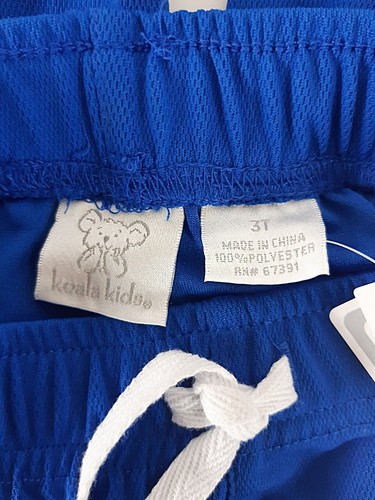 koala kids®
3T
MADE IN CHINA
100%POLYESTER
RN# 67391